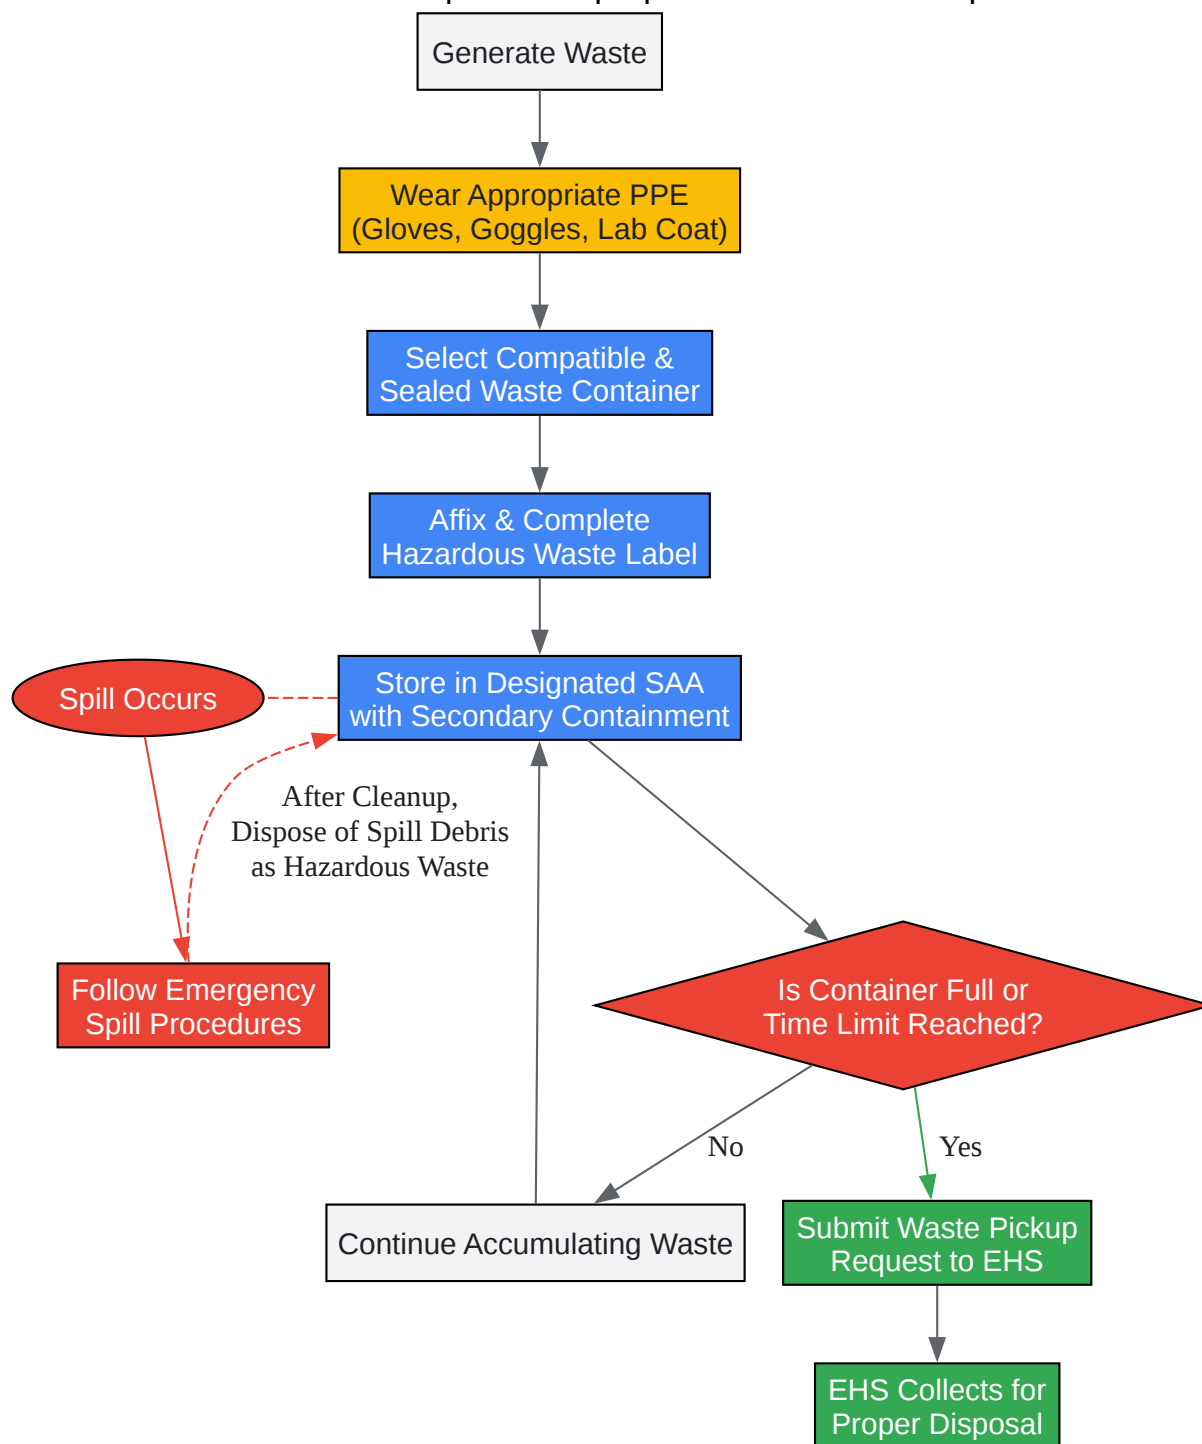 Generate Waste
Wear Appropriate PPE
(Gloves, Goggles, Lab Coat)
Select Compatible &
Sealed Waste Container
Affix & Complete
Hazardous Waste Label
Spill Occurs
Store in Designated SAA
with Secondary Containment
After Cleanup,
Dispose of Spill Debris
as Hazardous Waste
Follow Emergency
Spill Procedures
Is Container Full or
Time Limit Reached?
No
Yes
Continue Accumulating Waste
Submit Waste Pickup
Request to EHS
EHS Collects for
Proper Disposal